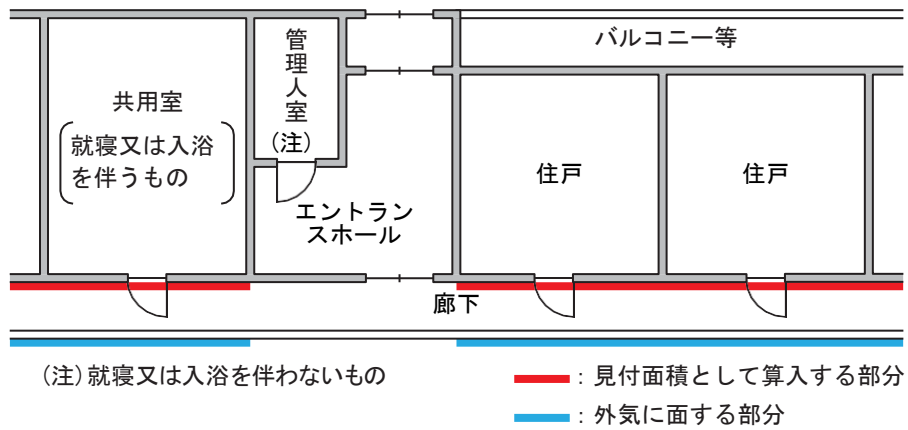 共用室
就寝又は入浴
を伴うもの
管理人室
(注)
エントラン
スホール
バルコニー等
住戸
住戸
廊下
(注)就寝又は入浴を伴わないもの
：見付面積として算入する部分
：外気に面する部分